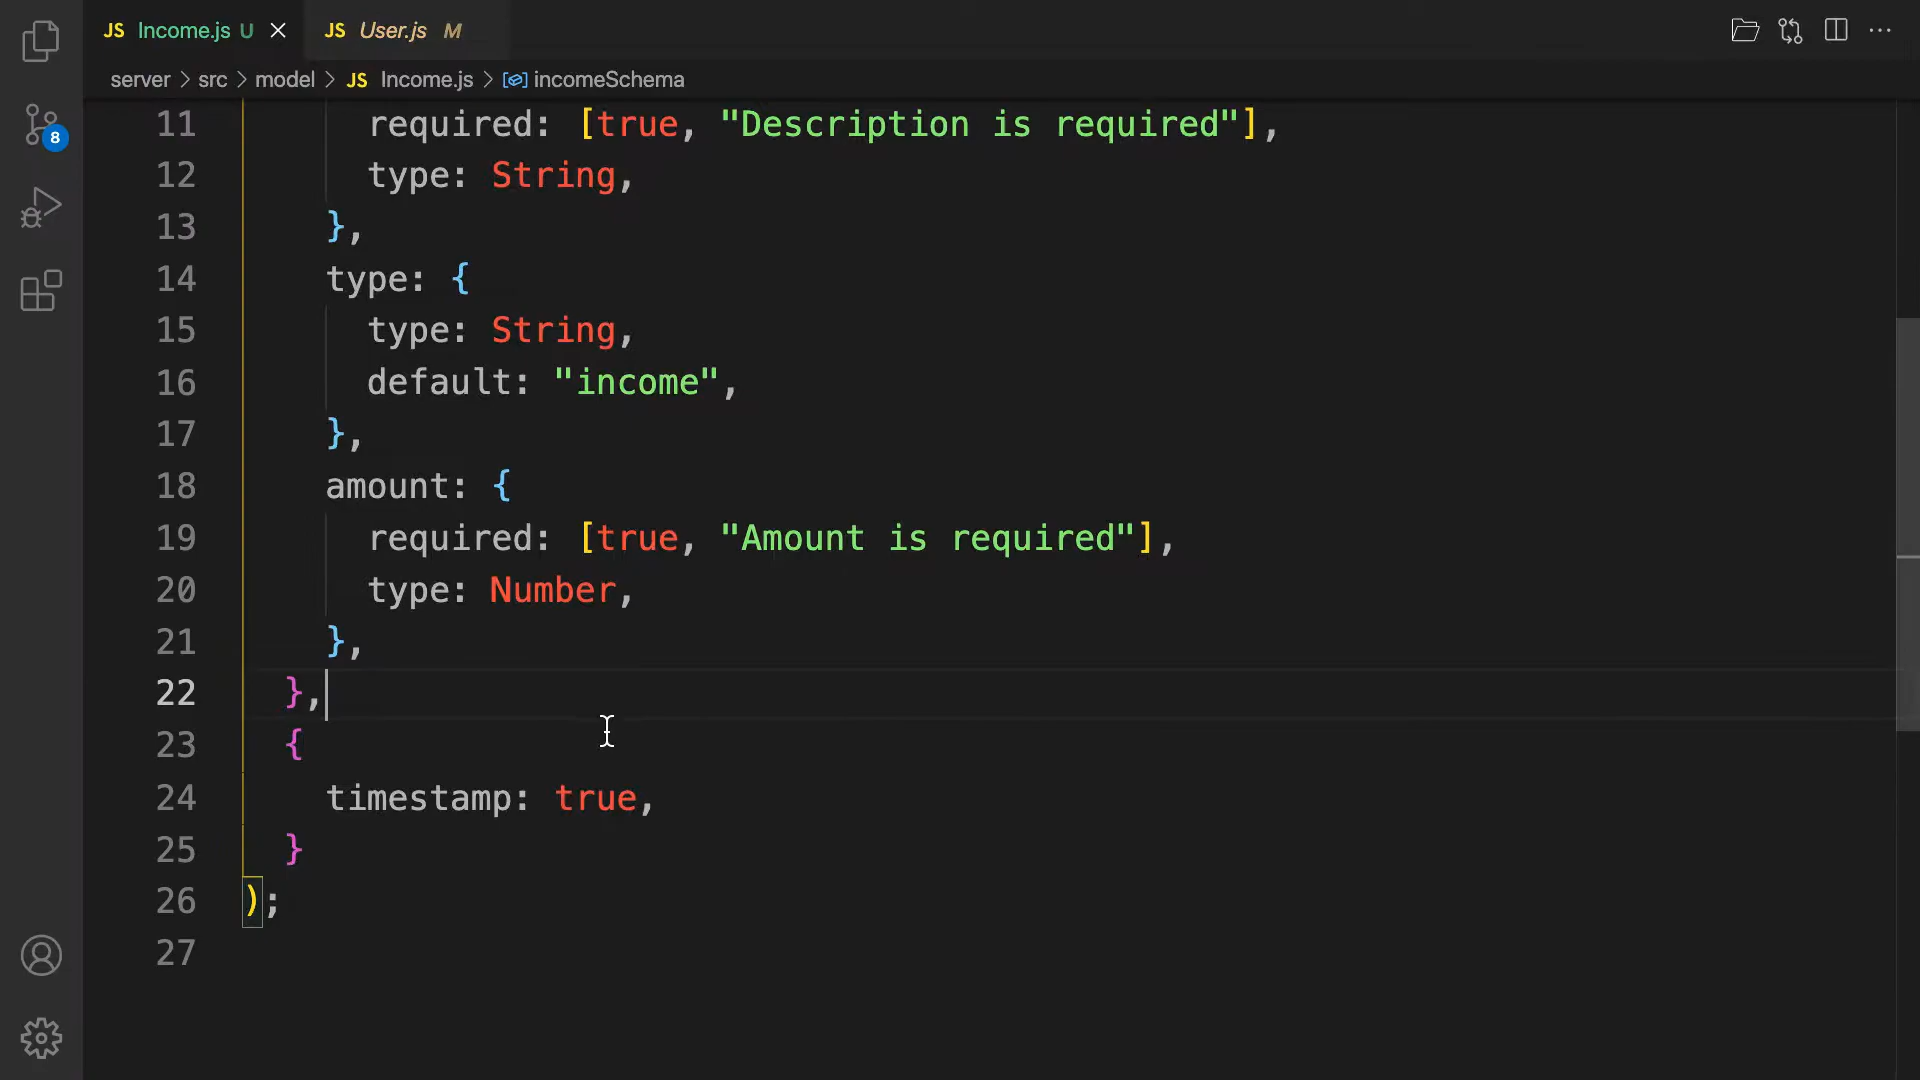 JS Income.js U JS User.js M
server > src > model > JS Income.js > incomeSchema
8
11 required: [true, "Description is required"],
12 type: String,
13 },
14 type: {
15 type: String,
16 default: "income",
17 },
18 amount: {
19 required: [true, "Amount is required"],
20 type: Number,
21 },
22 },
23 {
24 timestamp: true,
25 }
26 );
27